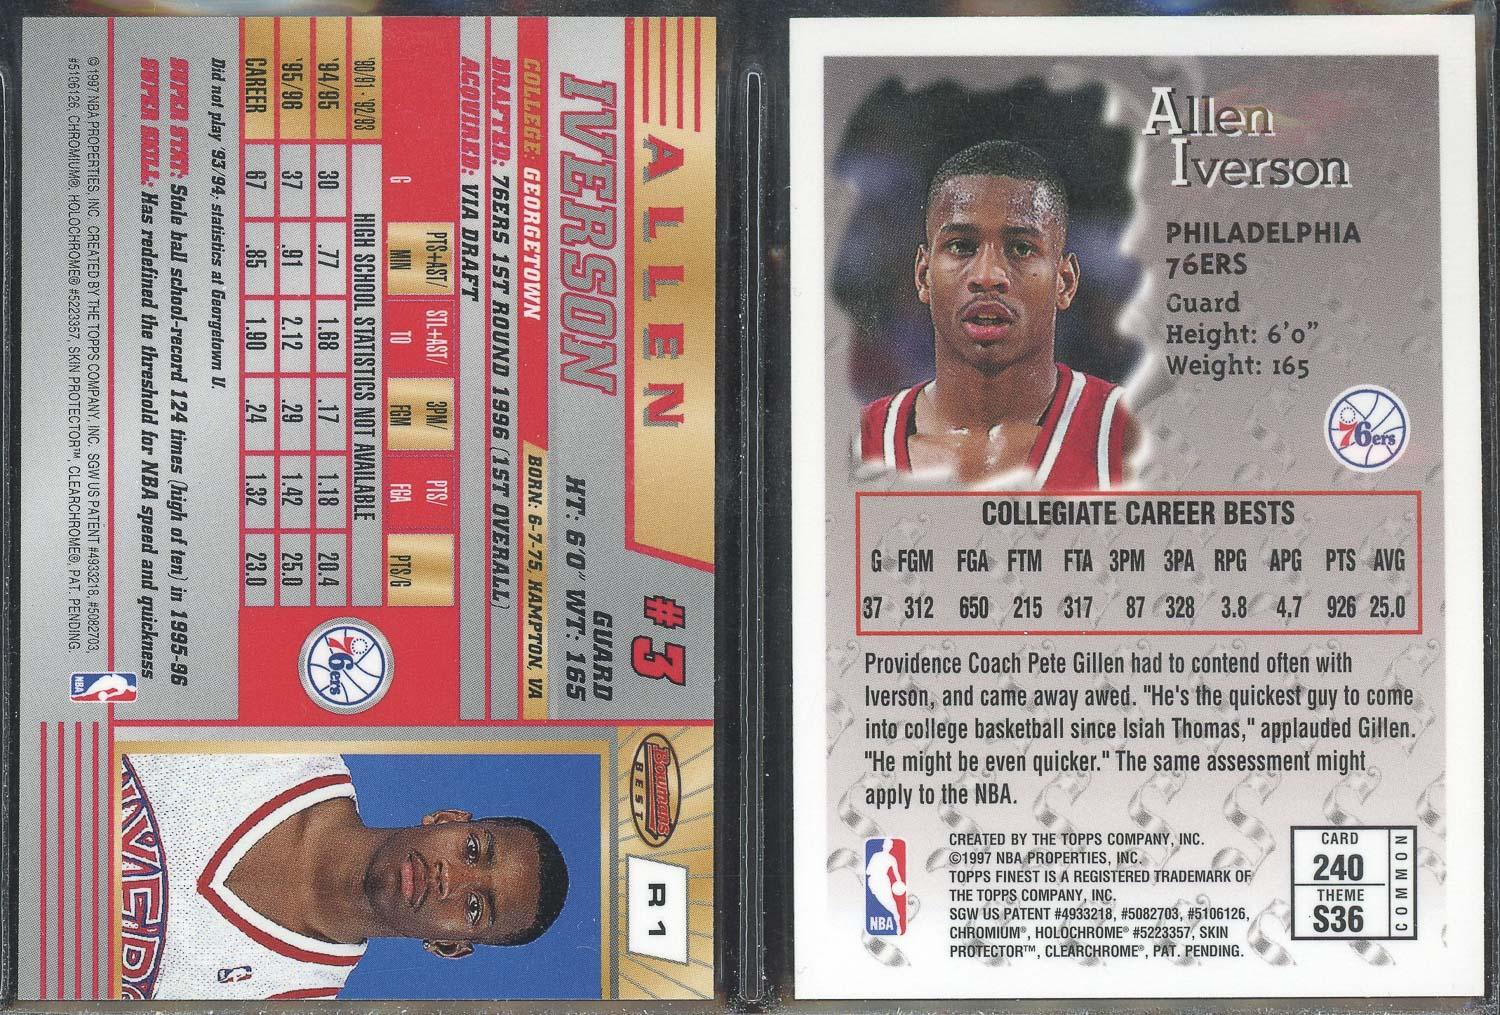 ALLEN
IVERSON
#3
GUARD
HT: 6'0" WT: 165
COLLEGE: GEORGETOWN
BORN: 6-7-75, HAMPTON, VA
DRAFTED: 76ERS 1ST ROUND 1996 (1ST OVERALL)
ACQUIRED: VIA DRAFT
G PTS+AST/MIN STL+AST/TO 3PM/FGM PTS/FGA PTS/G
'90/91 - '92/93 HIGH SCHOOL STATISTICS NOT AVAILABLE
'94/95 30 .77 1.68 .17 1.18 20.4
'95/96 37 .91 2.12 .29 1.42 25.0
CAREER 67 .85 1.90 .24 1.32 23.0
Did not play '93/94; statistics at Georgetown U.
SUPER STAT: Stole ball school-record 124 times (high of ten) in 1995-96
SUPER SKILL: Has redefined the threshold for NBA speed and quickness
© 1997 NBA PROPERTIES, INC. CREATED BY THE TOPPS COMPANY, INC. SGW US PATENT #4933218, #5082703,
#5106126, CHROMIUM®, HOLOCHROME® #5223357, SKIN PROTECTOR™, CLEARCHROME®, PAT. PENDING.
76ers
NBA
Bowman's
BEST
R1
Allen
Iverson
PHILADELPHIA
76ERS
Guard
Height: 6'0"
Weight: 165
76ers
COLLEGIATE CAREER BESTS
G FGM FGA FTM FTA 3PM 3PA RPG APG PTS AVG
37 312 650 215 317 87 328 3.8 4.7 926 25.0
Providence Coach Pete Gillen had to contend often with
Iverson, and came away awed. "He's the quickest guy to come
into college basketball since Isiah Thomas," applauded Gillen.
"He might be even quicker." The same assessment might
apply to the NBA.
NBA
CREATED BY THE TOPPS COMPANY, INC.
©1997 NBA PROPERTIES, INC.
TOPPS FINEST IS A REGISTERED TRADEMARK OF
THE TOPPS COMPANY, INC.
SGW US PATENT #4933218, #5082703, #5106126,
CHROMIUM®, HOLOCHROME® #5223357, SKIN
PROTECTOR™, CLEARCHROME®, PAT. PENDING.
CARD
240
THEME
S36
COMMON